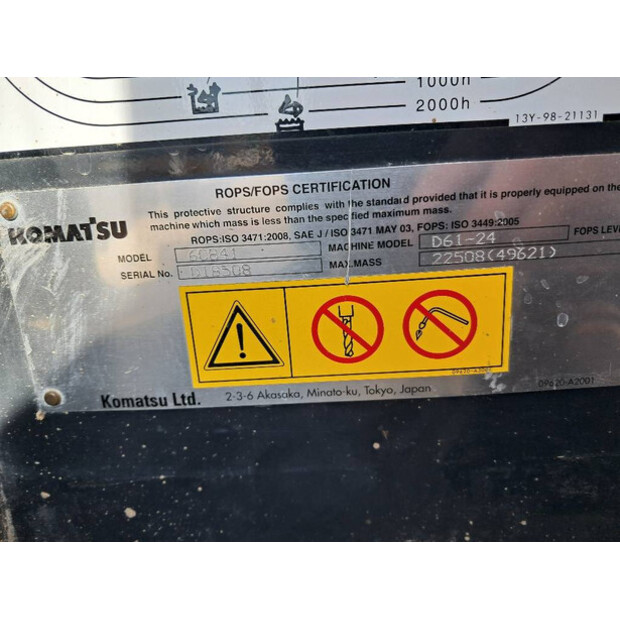 1000h
2000h
13Y-98-21131
ROPS/FOPS CERTIFICATION
This protective structure complies with the standard provided that it is properly equipped on the
machine which mass is less than the specified maximum mass.
KOMATSU
ROPS:ISO 3471:2008, SAE J / ISO 3471 MAY 03, FOPS: ISO 3449:2005
MODEL MACHINE MODEL D61-24 FOPS LEVE
SERIAL No. MAX.MASS 22508(49621)
09620-A2001
Komatsu Ltd. 2-3-6 Akasaka, Minato-ku, Tokyo, Japan